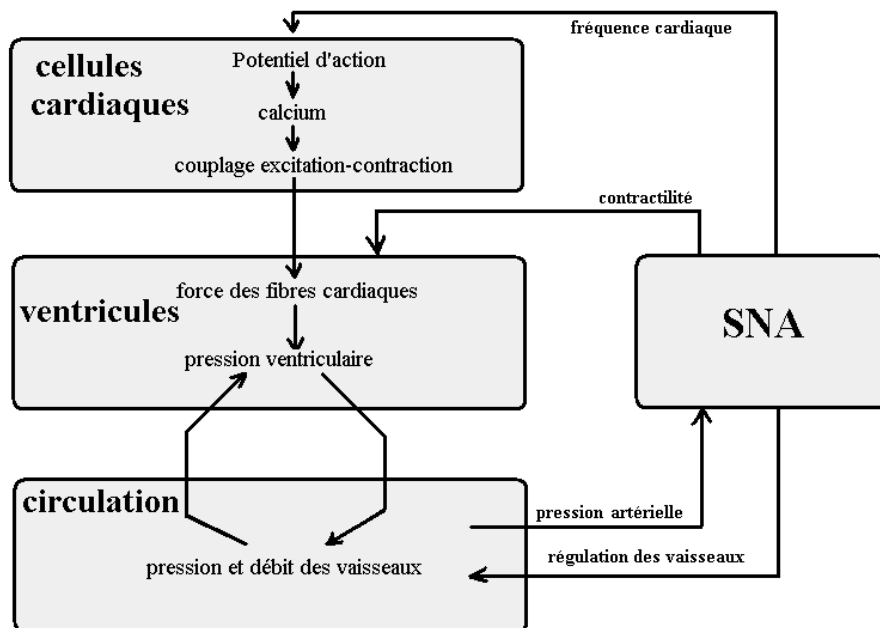 fréquence cardiaque
cellules
cardiaques
Potentiel d'action
calcium
couplage excitation-contraction
contractilité
ventricules
force des fibres cardiaques
pression ventriculaire
SNA
circulation
pression artérielle
régulation des vaisseaux
pression et débit des vaisseaux